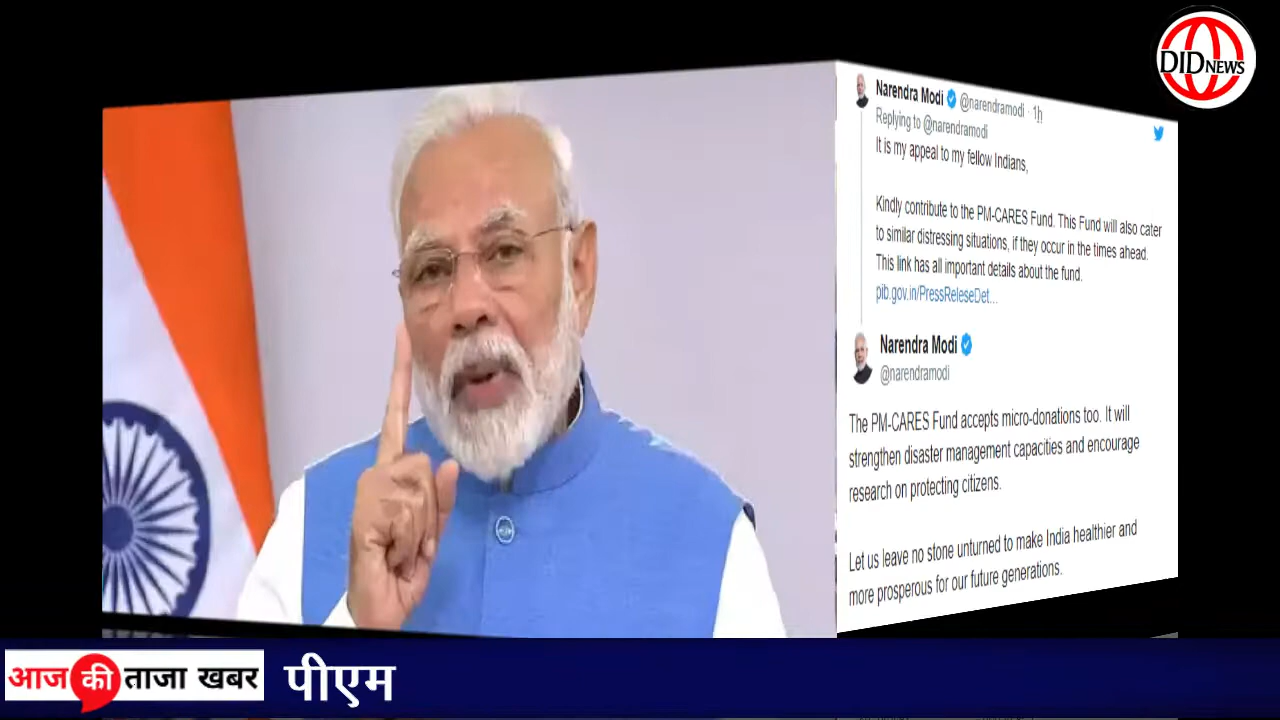 DID NEWS
Narendra Modi @narendramodi · 1h
Replying to @narendramodi
It is my appeal to my fellow Indians,
Kindly contribute to the PM-CARES Fund. This Fund will also cater
to similar distressing situations, if they occur in the times ahead.
This link has all important details about the fund.
pib.gov.in/PressReleseDet...
Narendra Modi
@narendramodi
The PM-CARES Fund accepts micro-donations too. It will
strengthen disaster management capacities and encourage
research on protecting citizens.
Let us leave no stone unturned to make India healthier and
more prosperous for our future generations.
आज की ताजा खबर पीएम